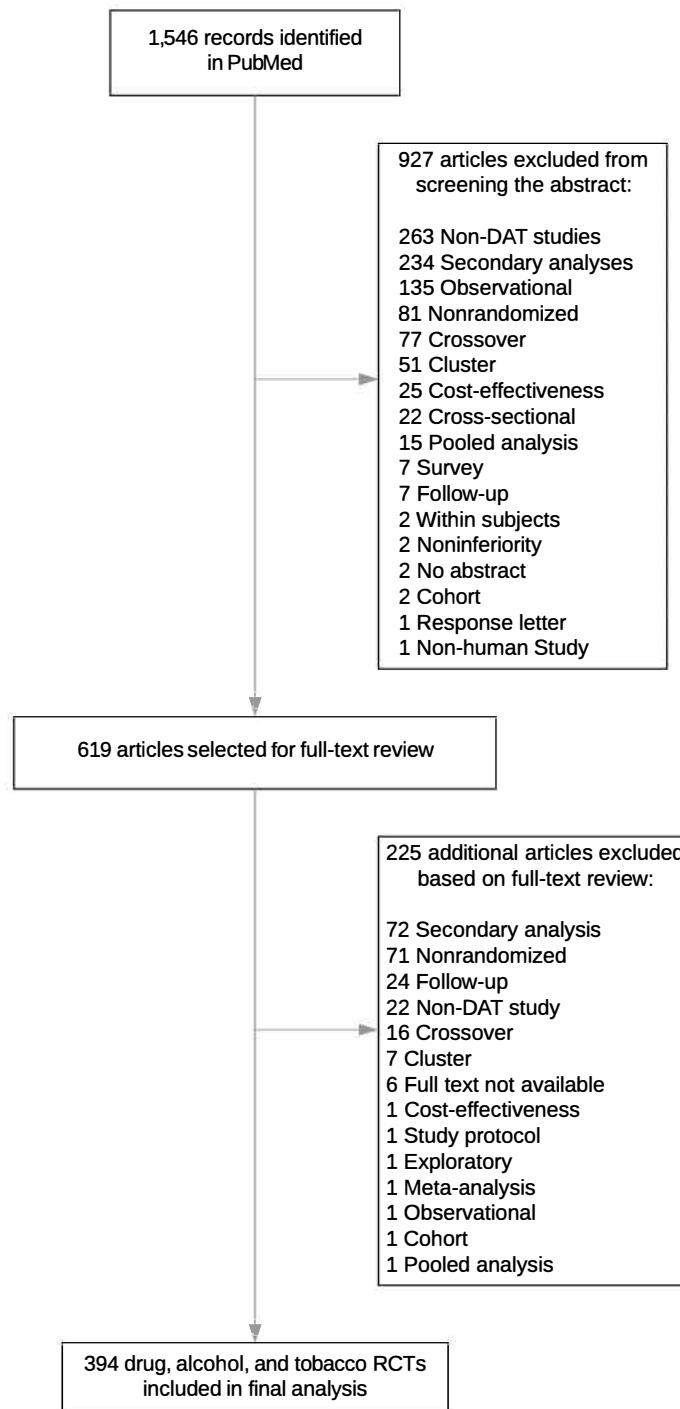 1,546 records identified
in PubMed
927 articles excluded from
screening the abstract:
263 Non-DAT studies
234 Secondary analyses
135 Observational
81 Nonrandomized
77 Crossover
51 Cluster
25 Cost-effectiveness
22 Cross-sectional
15 Pooled analysis
7 Survey
7 Follow-up
2 Within subjects
2 Noninferiority
2 No abstract
2 Cohort
1 Response letter
1 Non-human Study
619 articles selected for full-text review
225 additional articles excluded
based on full-text review:
72 Secondary analysis
71 Nonrandomized
24 Follow-up
22 Non-DAT study
16 Crossover
7 Cluster
6 Full text not available
1 Cost-effectiveness
1 Study protocol
1 Exploratory
1 Meta-analysis
1 Observational
1 Cohort
1 Pooled analysis
394 drug, alcohol, and tobacco RCTs
included in final analysis